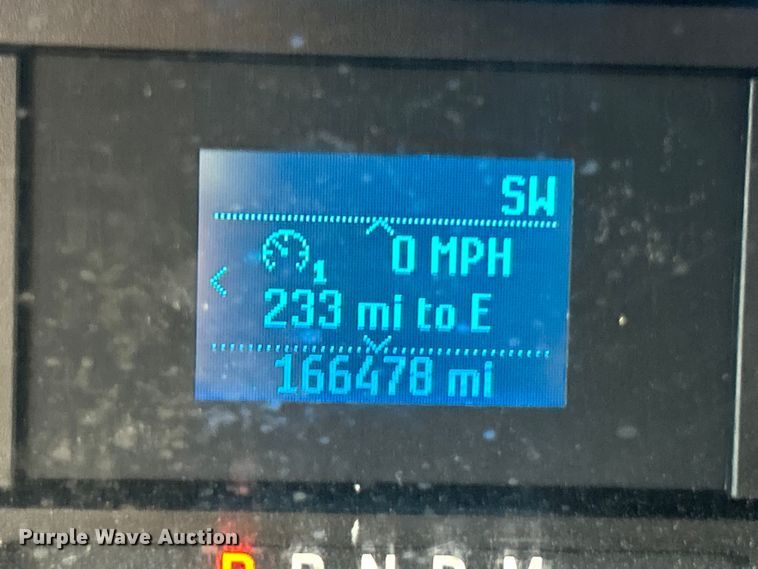 SW
0 MPH
1
233 mi to E
166478 mi
Purple Wave Auction
P R N D M